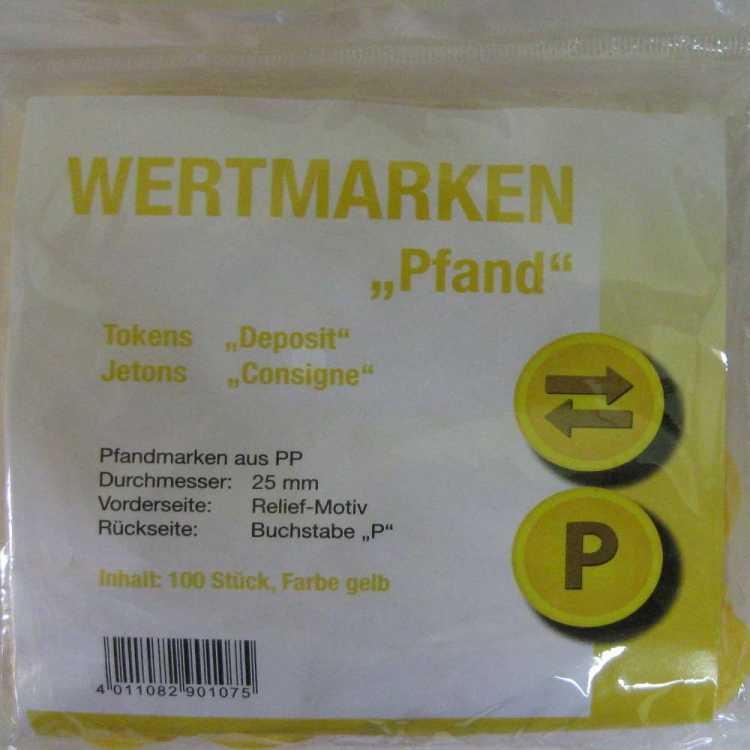 WERTMARKEN
„Pfand“
Tokens „Deposit“
Jetons „Consigne“
Pfandmarken aus PP
Durchmesser: 25 mm
Vorderseite: Relief-Motiv
Rückseite: Buchstabe „P“
Inhalt: 100 Stück, Farbe gelb
P
4 011082 901075